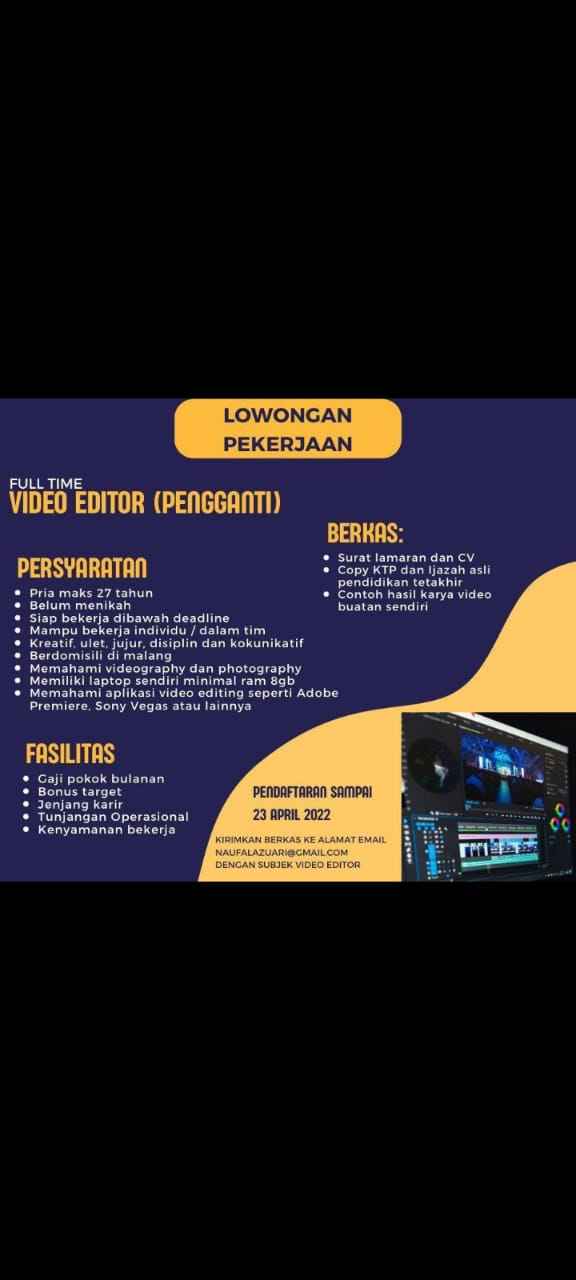 LOWONGAN
PEKERJAAN
FULL TIME
VIDEO EDITOR (PENGGANTI)
PERSYARATAN
Pria maks 27 tahun
Belum menikah
Siap bekerja dibawah deadline
Mampu bekerja individu / dalam tim
Kreatif, ulet, jujur, disiplin dan kokunikatif
Berdomisili di malang
Memahami videography dan photography
Memiliki laptop sendiri minimal ram 8gb
Memahami aplikasi video editing seperti Adobe
Premiere, Sony Vegas atau lainnya
BERKAS:
Surat lamaran dan CV
Copy KTP dan Ijazah asli
pendidikan tetakhir
Contoh hasil karya video
buatan sendiri
FASILITAS
Gaji pokok bulanan
Bonus target
Jenjang karir
Tunjangan Operasional
Kenyamanan bekerja
PENDAFTARAN SAMPAI
23 APRIL 2022
KIRIMKAN BERKAS KE ALAMAT EMAIL
NAUFALAZUARI@GMAIL.COM
DENGAN SUBJEK VIDEO EDITOR